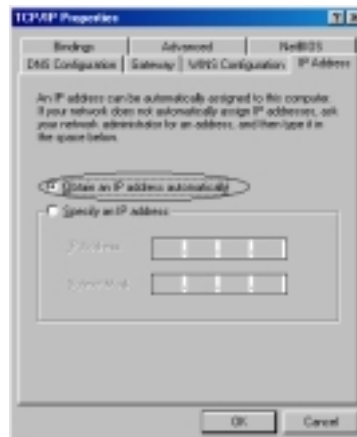 TCP/IP Properties
? X
Bindings Advanced NetBIOS
DNS Configuration Gateway WINS Configuration IP Address
An IP address can be automatically assigned to this computer.
If your network does not automatically assign IP addresses, ask
your network administrator for an address, and then type it in
the space below.
Obtain an IP address automatically
Specify an IP address
IP Address:
Subnet Mask:
OK Cancel